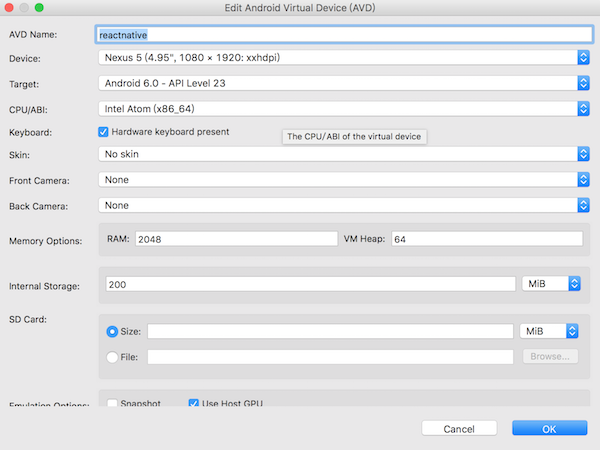 Edit Android Virtual Device (AVD)
AVD Name: reactnative
Device: Nexus 5 (4.95", 1080 × 1920: xxhdpi)
Target: Android 6.0 - API Level 23
CPU/ABI: Intel Atom (x86_64)
Keyboard: Hardware keyboard present
The CPU/ABI of the virtual device
Skin: No skin
Front Camera: None
Back Camera: None
Memory Options: RAM: 2048 VM Heap: 64
Internal Storage: 200 MiB
SD Card:
Size: MiB
File: Browse...
Emulation Options: Snapshot Use Host GPU
Cancel OK